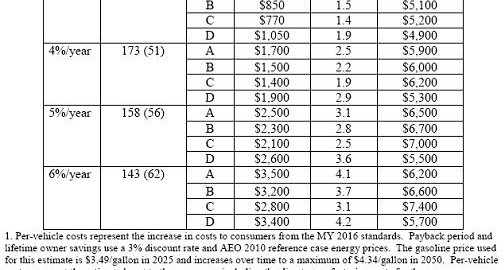 B $850 1.5 $5,100
C $770 1.4 $5,200
D $1,050 1.9 $4,900
4%/year 173 (51) A $1,700 2.5 $5,900
B $1,500 2.2 $6,000
C $1,400 1.9 $6,200
D $1,900 2.9 $5,300
5%/year 158 (56) A $2,500 3.1 $6,500
B $2,300 2.8 $6,700
C $2,100 2.5 $7,000
D $2,600 3.6 $5,500
6%/year 143 (62) A $3,500 4.1 $6,200
B $3,200 3.7 $6,600
C $2,800 3.1 $7,400
D $3,400 4.2 $5,700
1. Per-vehicle costs represent the increase in costs to consumers from the MY 2016 standards. Payback period and
lifetime owner savings use a 3% discount rate and AEO 2010 reference case energy prices. The gasoline price used
for this estimate is $3.49/gallon in 2025 and increases over time to a maximum of $4.34/gallon in 2050. Per-vehicle